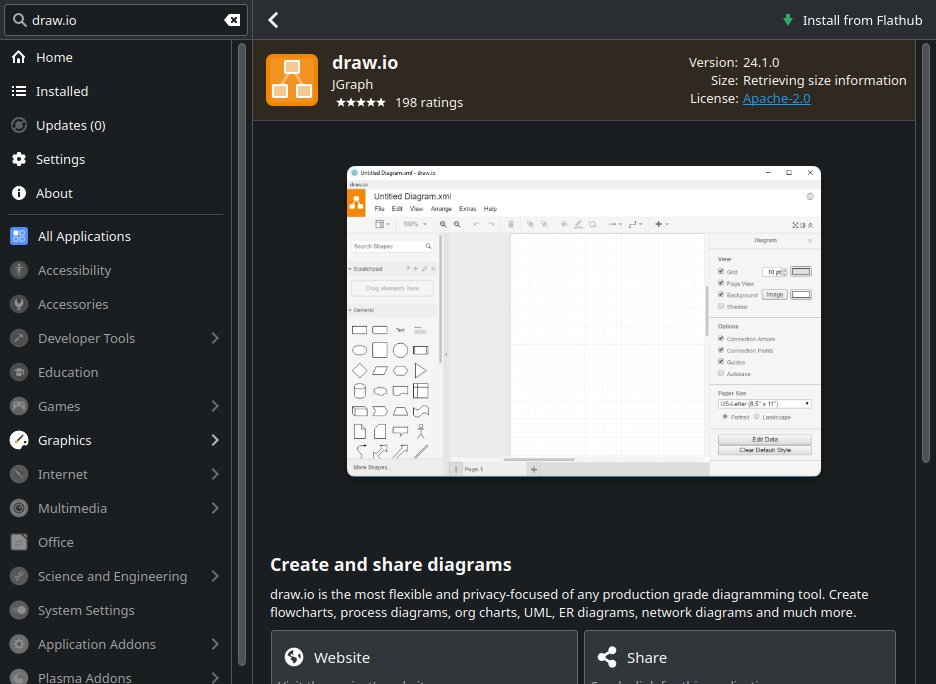 draw.io
Install from Flathub
Home
Installed
Updates (0)
Settings
About
All Applications
Accessibility
Accessories
Developer Tools
Education
Games
Graphics
Internet
Multimedia
Office
Science and Engineering
System Settings
Application Addons
Plasma Addons
draw.io
JGraph
198 ratings
Version: 24.1.0
Size: Retrieving size information
License: Apache-2.0
Untitled Diagram.xml - draw.io
draw.io
Untitled Diagram.xml
File Edit View Arrange Extras Help
100%
Search Shapes
Scratchpad
Drag elements here
General
Text
More Shapes...
Page-1
Diagram
View
Grid 10 pt
Page View
Background Image
Shadow
Options
Connection Arrows
Connection Points
Guides
Autosave
Paper Size
US-Letter (8,5" x 11")
Portrait Landscape
Edit Data
Clear Default Style
Create and share diagrams
draw.io is the most flexible and privacy-focused of any production grade diagramming tool. Create
flowcharts, process diagrams, org charts, UML, ER diagrams, network diagrams and much more.
Website
Share